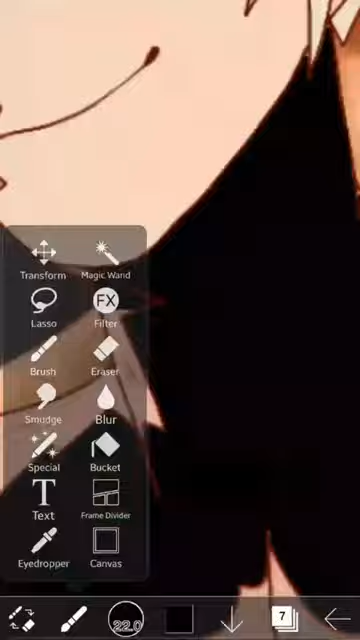 Transform Magic Wand
Lasso Filter
FX
Brush Eraser
Smudge Blur
Special Bucket
T
Text Frame Divider
Eyedropper Canvas
22.0
7